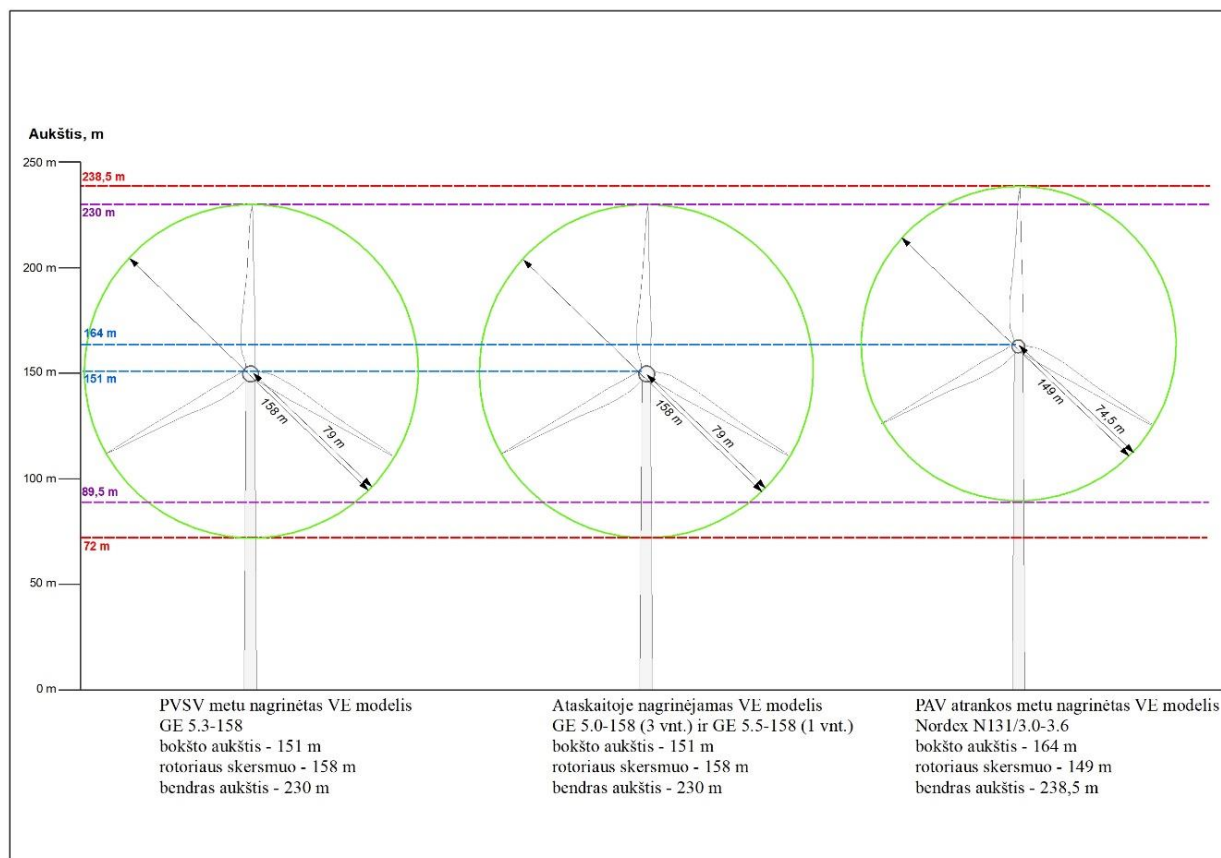 Aukštis, m
250 m
238,5 m
230 m
200 m
164 m
150 m
151 m
158 m
79 m
158 m
79 m
149 m
74,5 m
100 m
89,5 m
72 m
50 m
0 m
PVSV metu nagrinėtas VE modelis
GE 5.3-158
bokšto aukštis - 151 m
rotoriaus skersmuo - 158 m
bendras aukštis - 230 m
Ataskaitoje nagrinėjamas VE modelis
GE 5.0-158 (3 vnt.) ir GE 5.5-158 (1 vnt.)
bokšto aukštis - 151 m
rotoriaus skersmuo - 158 m
bendras aukštis - 230 m
PAV atrankos metu nagrinėtas VE modelis
Nordex N131/3.0-3.6
bokšto aukštis - 164 m
rotoriaus skersmuo - 149 m
bendras aukštis - 238,5 m